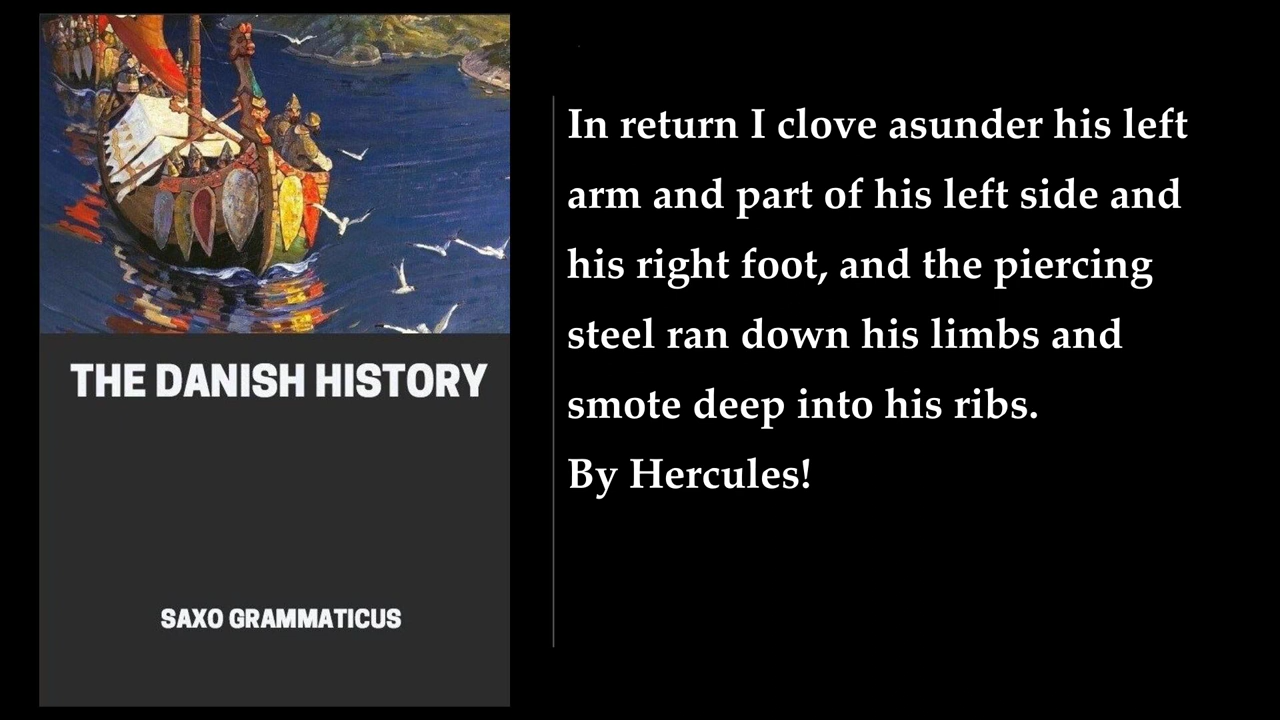 THE DANISH HISTORY
SAXO GRAMMATICUS
In return I clove asunder his left
arm and part of his left side and
his right foot, and the piercing
steel ran down his limbs and
smote deep into his ribs.
By Hercules!